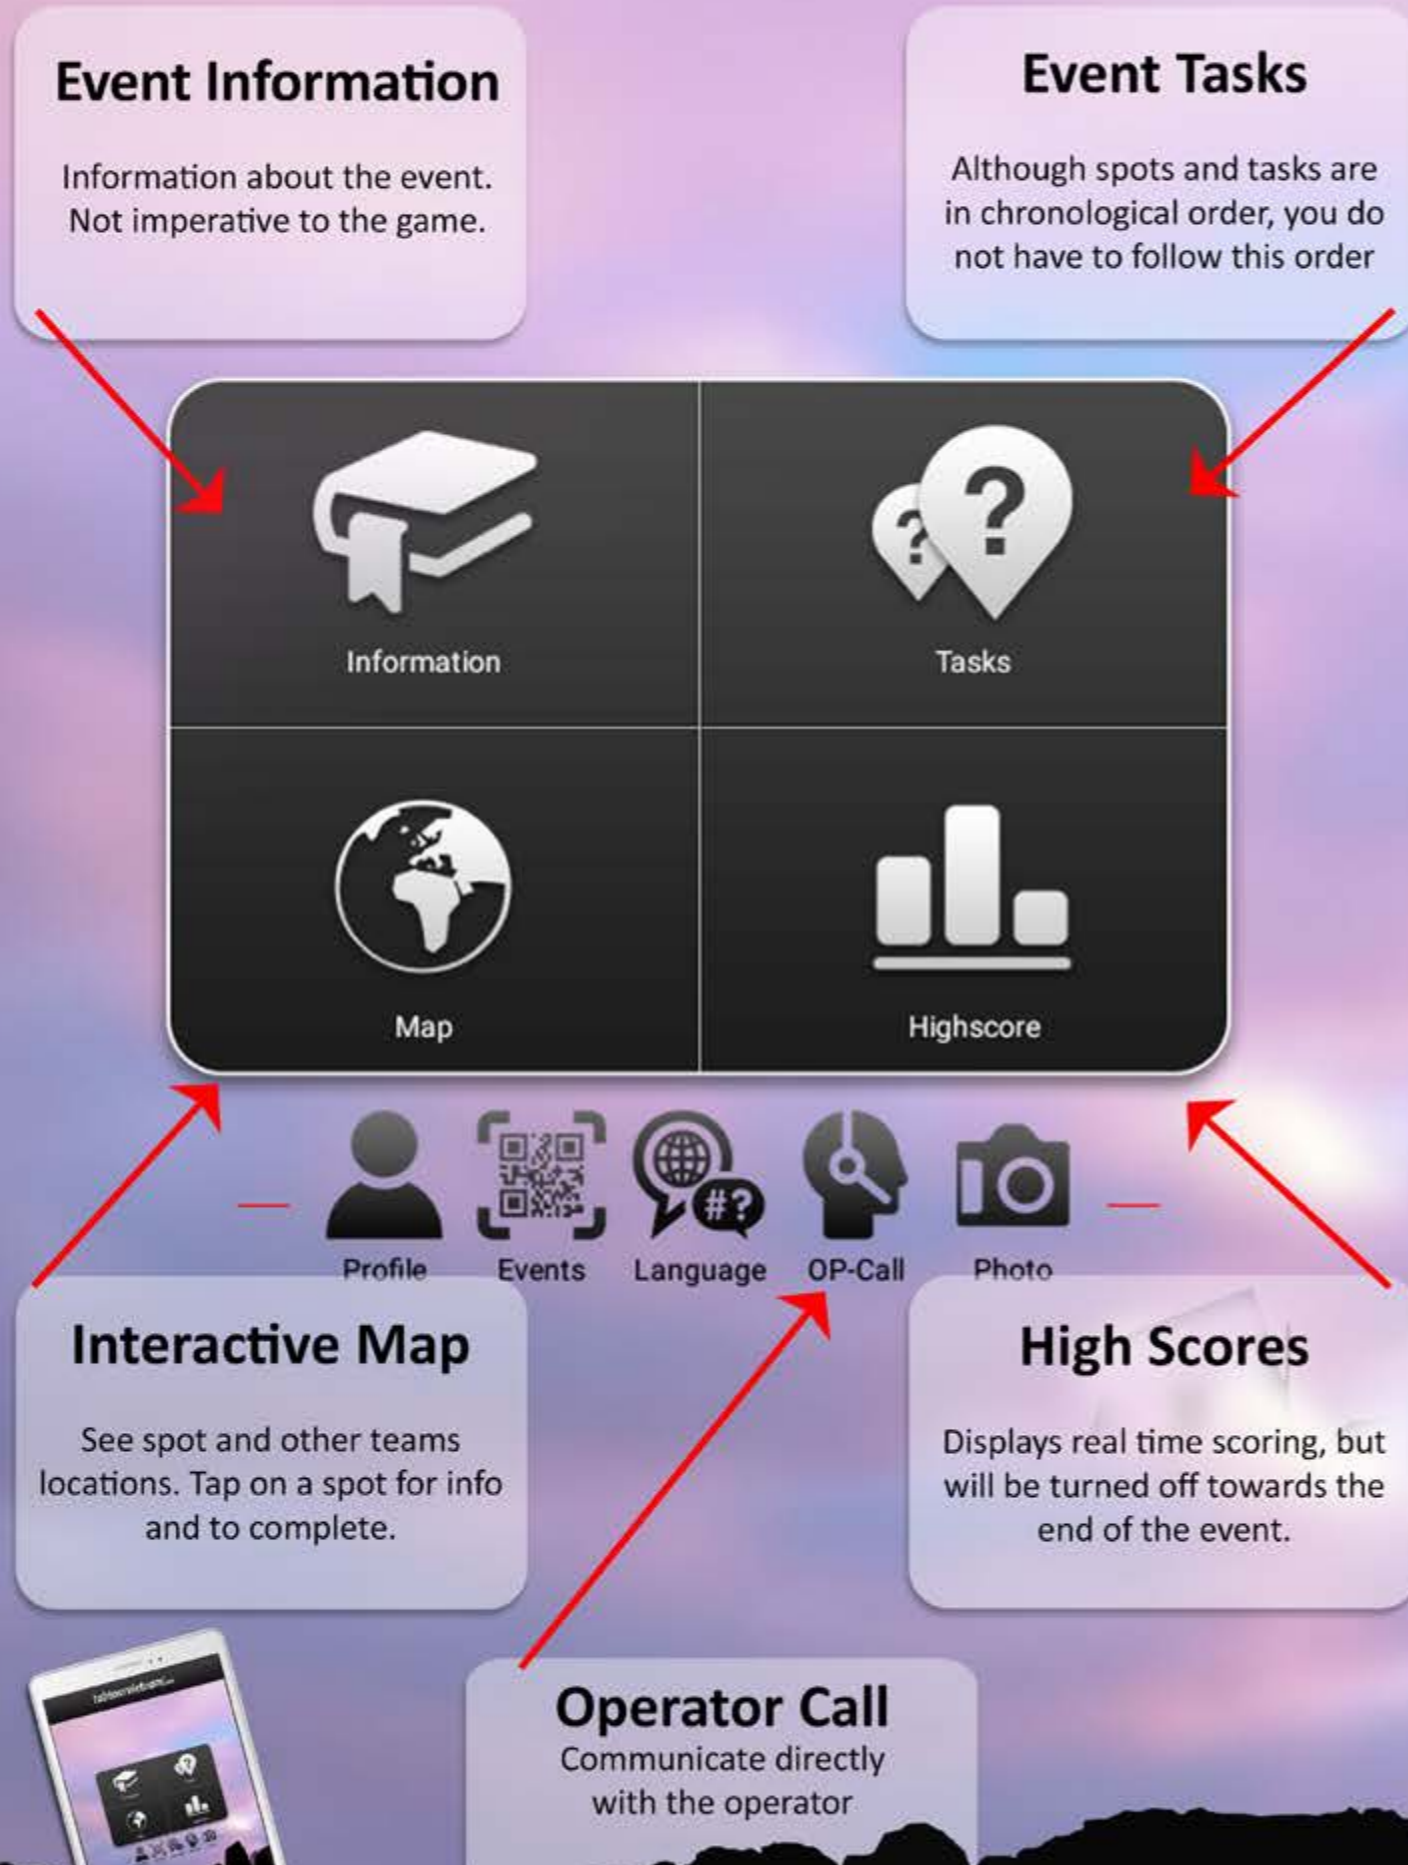 Event Information
Information about the event.
Not imperative to the game.
Event Tasks
Although spots and tasks are
in chronological order, you do
not have to follow this order
?
?
Information
Tasks
Map
Highscore
#?
Profile
Events
Language
OP-Call
Photo
Interactive Map
See spot and other teams
locations. Tap on a spot for info
and to complete.
High Scores
Displays real time scoring, but
will be turned off towards the
end of the event.
Operator Call
Communicate directly
with the operator